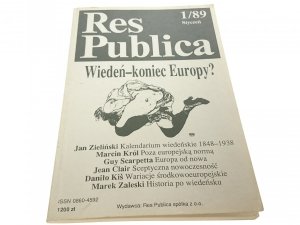 Res
Publica
1/89
Styczeń
Wiedeń-koniec Europy?
Jan Zieliński Kalendarium wiedeńskie 1848-1938
Marcin Król Poza europejską normą
Guy Scarpetta Europa od nowa
Jean Clair Sceptyczna nowoczesność
Danilo Kiš Wariacje środkowoeuropejskie
Marek Zaleski Historia po wiedeńsku
ISSN 0860-4592
1200 zł
Wydawca: Res Publica spółka z o.o.